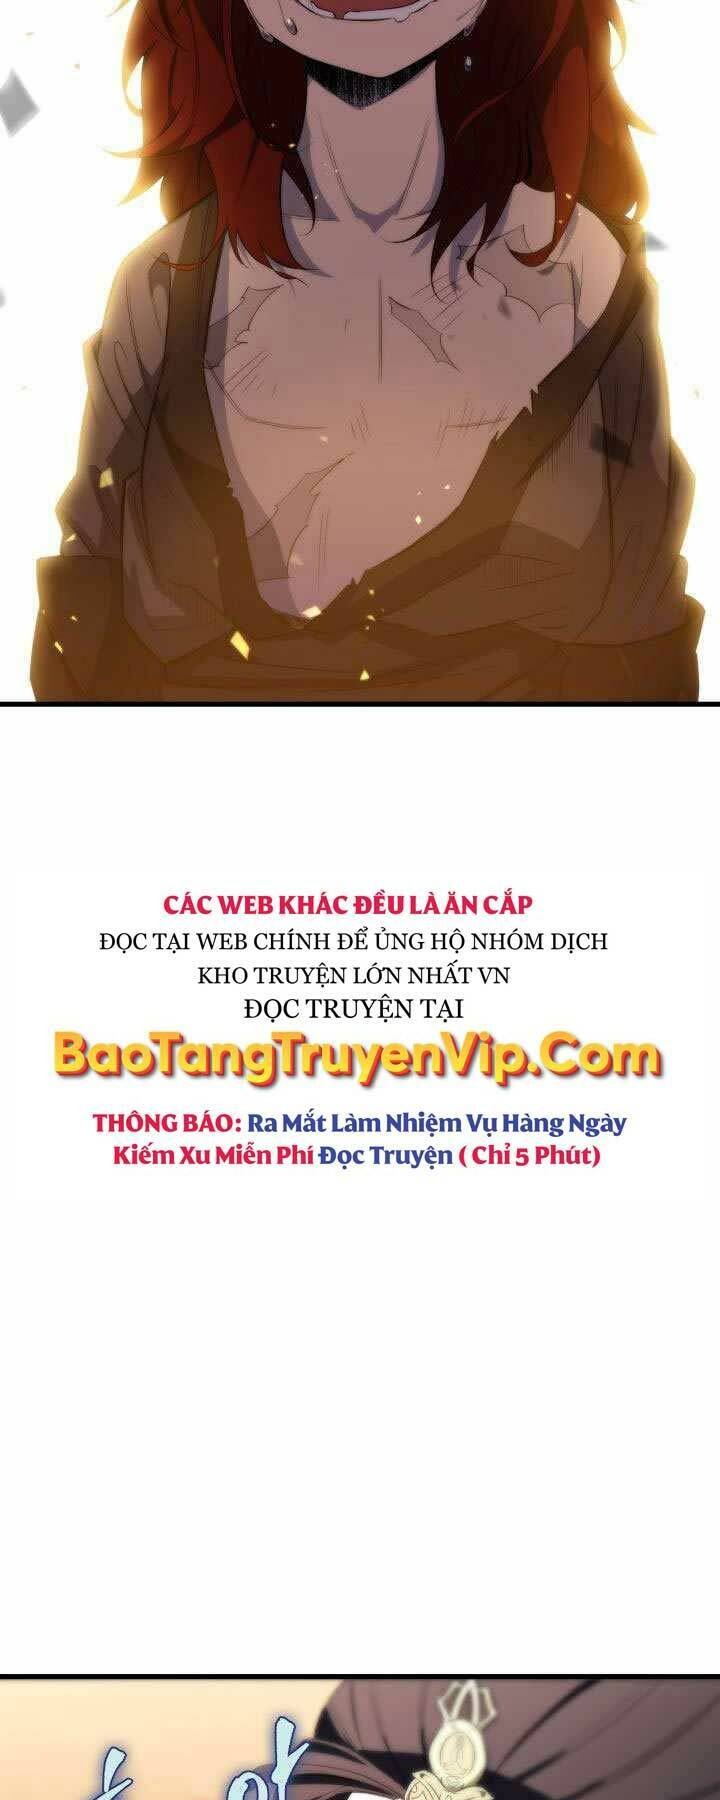 CÁC WEB KHÁC ĐỀU LÀ ĂN CẮP
ĐỌC TẠI WEB CHÍNH ĐỂ ỦNG HỘ NHÓM DỊCH
KHO TRUYỆN LỚN NHẤT VN
ĐỌC TRUYỆN TẠI
BaoTangTruyenVip.Com
THÔNG BÁO: Ra Mắt Làm Nhiệm Vụ Hàng Ngày
Kiếm Xu Miễn Phí Đọc Truyện ( Chỉ 5 Phút)